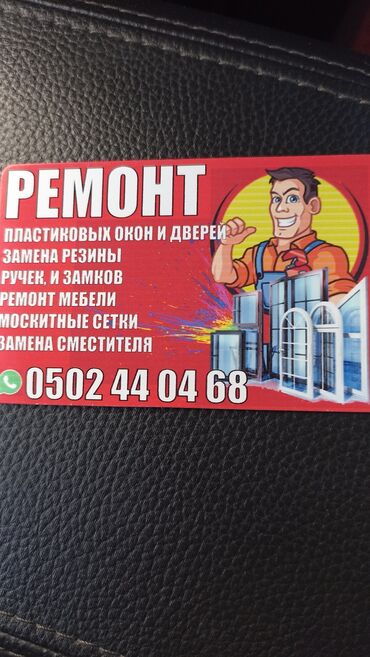 РЕМОНТ
ПЛАСТИКОВЫХ ОКОН И ДВЕРЕЙ
ЗАМЕНА РЕЗИНЫ
РУЧЕК, И ЗАМКОВ
РЕМОНТ МЕБЕЛИ
МОСКИТНЫЕ СЕТКИ
ЗАМЕНА СМЕСТИТЕЛЯ
0502 44 04 68